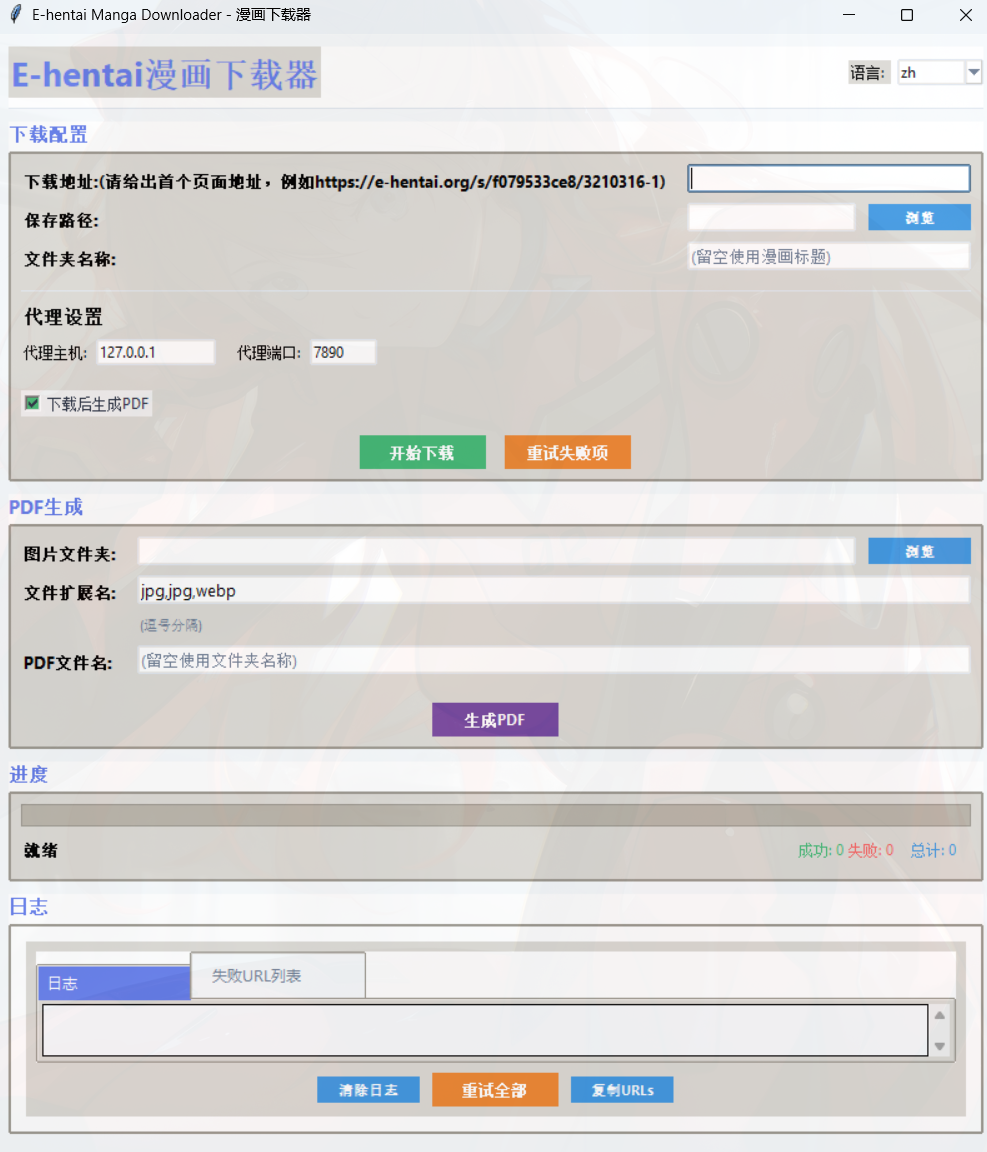 E-hentai Manga Downloader - 漫画下载器
E-hentai漫画下载器
语言: zh
下载配置
下载地址:(请给出首个页面地址，例如https://e-hentai.org/s/f079533ce8/3210316-1)
保存路径: 浏览
文件夹名称: (留空使用漫画标题)
代理设置
代理主机: 127.0.0.1 代理端口: 7890
下载后生成PDF
开始下载 重试失败项
PDF生成
图片文件夹: 浏览
文件扩展名: jpg,jpg,webp
(逗号分隔)
PDF文件名: (留空使用文件夹名称)
生成PDF
进度
就绪 成功: 0 失败: 0 总计: 0
日志
日志 失败URL列表
清除日志 重试全部 复制URLs